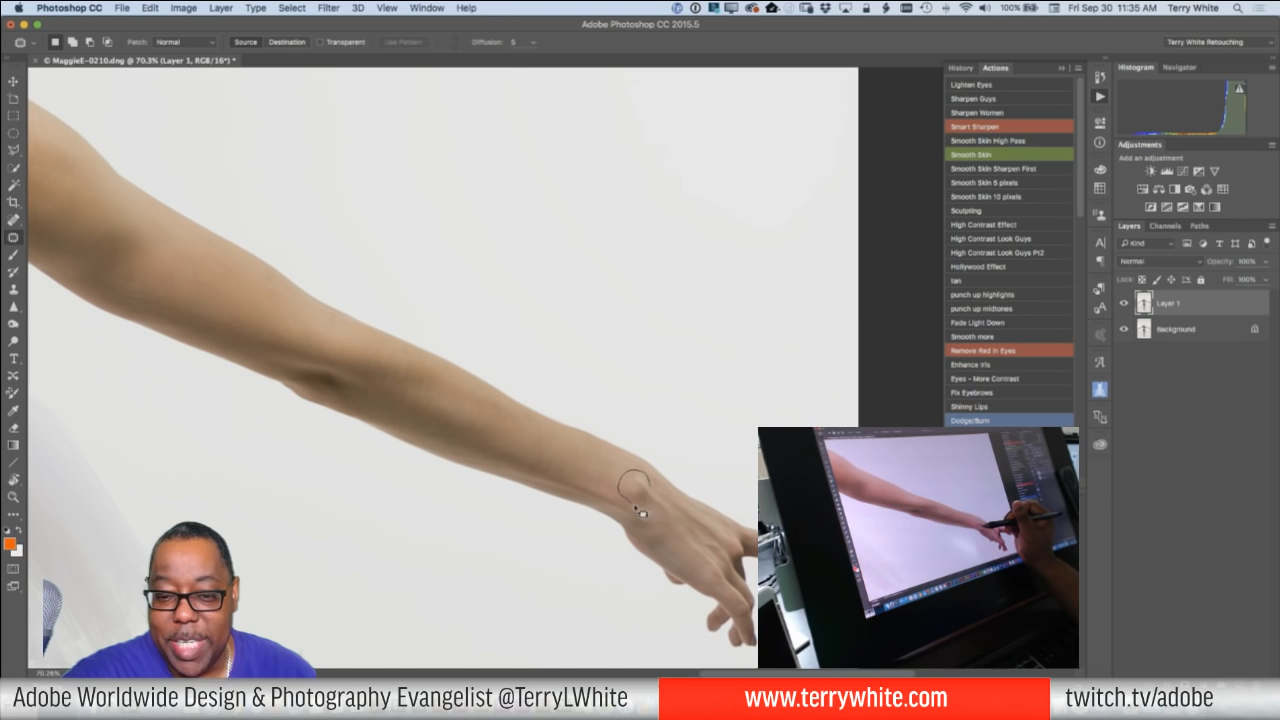 Photoshop CC File Edit Image Layer Type Select Filter 3D View Window Help 100% Fri Sep 30 11:35 AM Terry White
Adobe Photoshop CC 2015.5
Patch: Normal Source Destination Transparent Use Pattern Diffusion: 5 Terry White Retouching
× © MaggieE-0210.dng @ 70.3% (Layer 1, RGB/16*) *
History Actions
Lighten Eyes
Sharpen Guys
Sharpen Women
Smart Sharpen
Smooth Skin High Pass
Smooth Skin
Smooth Skin Sharpen First
Smooth Skin 5 pixels
Smooth Skin 10 pixels
Sculpting
High Contrast Effect
High Contrast Look Guys
High Contrast Look Guys Pt2
Hollywood Effect
tan
punch up highlights
punch up midtones
Fade Light Down
Smooth more
Remove Red in Eyes
Enhance Iris
Eyes - More Contrast
Fix Eyebrows
Shinny Lips
Dodge/Burn
Histogram Navigator
Adjustments
Add an adjustment
Layers Channels Paths
Kind
Normal Opacity: 100%
Lock: Fill: 100%
Layer 1
Background
Adobe Worldwide Design & Photography Evangelist @TerryLWhite
www.terrywhite.com
twitch.tv/adobe